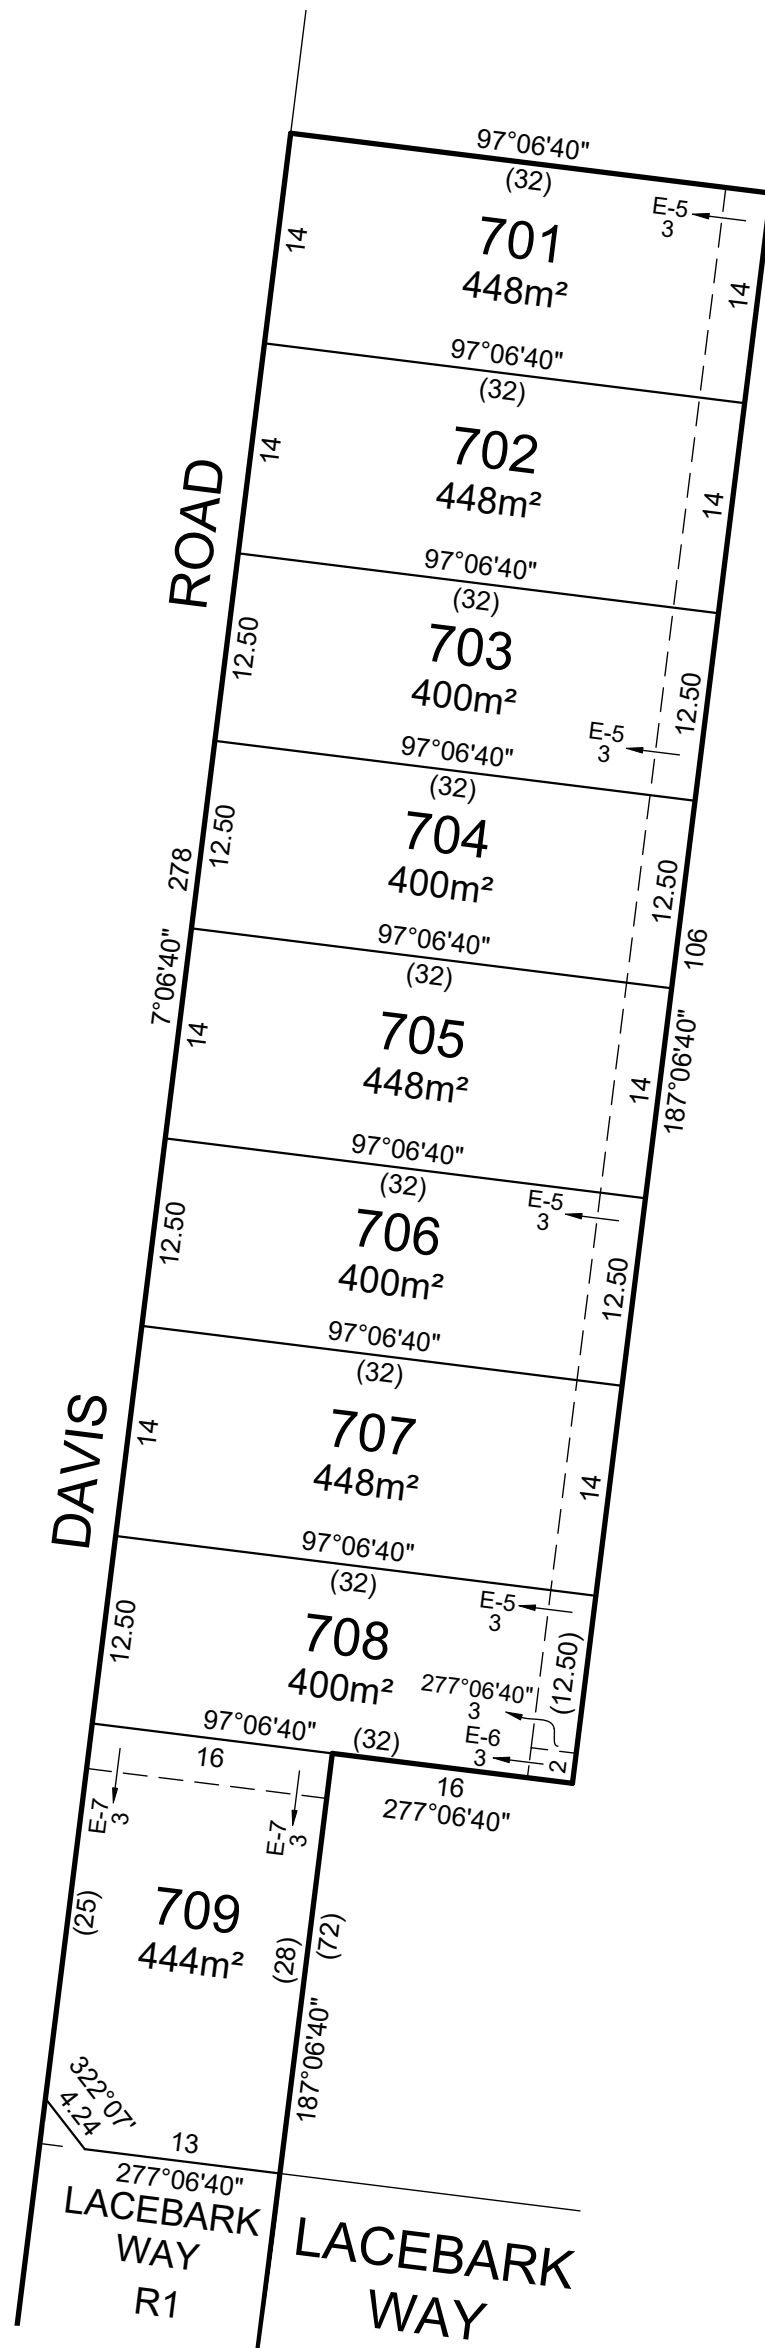 97°06'40"
(32)
E-5
3
701
448m²
14
14
97°06'40"
(32)
702
448m²
14
14
ROAD
97°06'40"
(32)
703
400m²
12.50
12.50
E-5
3
97°06'40"
(32)
704
400m²
12.50
12.50
278
7°06'40"
106
187°06'40"
97°06'40"
(32)
705
448m²
14
14
97°06'40"
(32)
E-5
3
706
400m²
12.50
12.50
97°06'40"
(32)
707
448m²
14
14
DAVIS
97°06'40"
(32)
E-5
3
708
400m²
12.50
(12.50)
277°06'40"
3
E-6
3
2
97°06'40"
(32)
16
16
277°06'40"
E-7
3
E-7
3
709
444m²
(25)
(28)
(72)
187°06'40"
322°07'
4.24
13
277°06'40"
LACEBARK
WAY
R1
LACEBARK
WAY